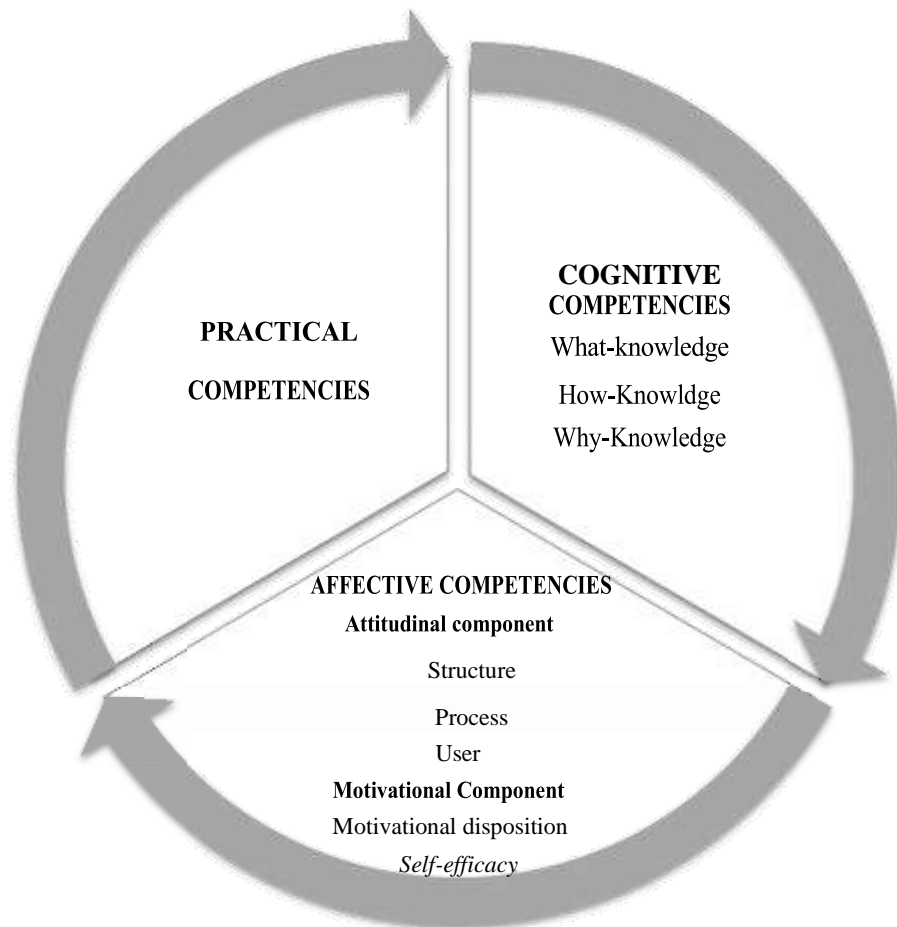 PRACTICAL
COMPETENCIES
COGNITIVE
COMPETENCIES
What-knowledge
How-Knowldge
Why-Knowledge
AFFECTIVE COMPETENCIES
Attitudinal component
Structure
Process
User
Motivational Component
Motivational disposition
Self-efficacy